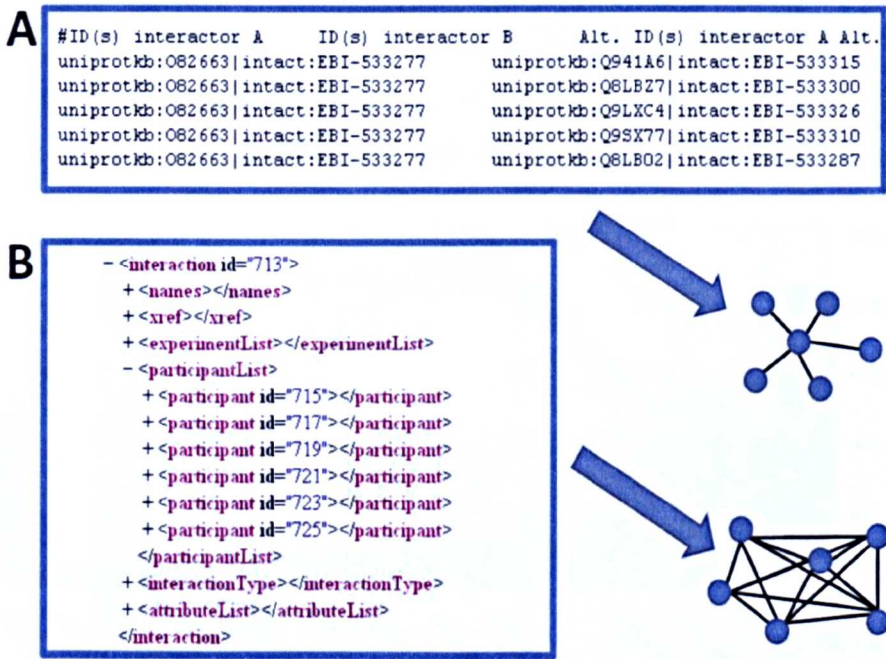 A
#ID(s) interactor A ID(s) interactor B Alt. ID(s) interactor A Alt.
uniprotkb:O82663|intact:EBI-533277 uniprotkb:Q941A6|intact:EBI-533315
uniprotkb:O82663|intact:EBI-533277 uniprotkb:Q8LBZ7|intact:EBI-533300
uniprotkb:O82663|intact:EBI-533277 uniprotkb:Q9LXC4|intact:EBI-533326
uniprotkb:O82663|intact:EBI-533277 uniprotkb:Q9SX77|intact:EBI-533310
uniprotkb:O82663|intact:EBI-533277 uniprotkb:Q8LB02|intact:EBI-533287
B
- <interaction id="713">
+ <names></names>
+ <xref></xref>
+ <experimentList></experimentList>
- <participantList>
+ <participant id="715"></participant>
+ <participant id="717"></participant>
+ <participant id="719"></participant>
+ <participant id="721"></participant>
+ <participant id="723"></participant>
+ <participant id="725"></participant>
</participantList>
+ <interactionType></interactionType>
+ <attributeList></attributeList>
</interaction>